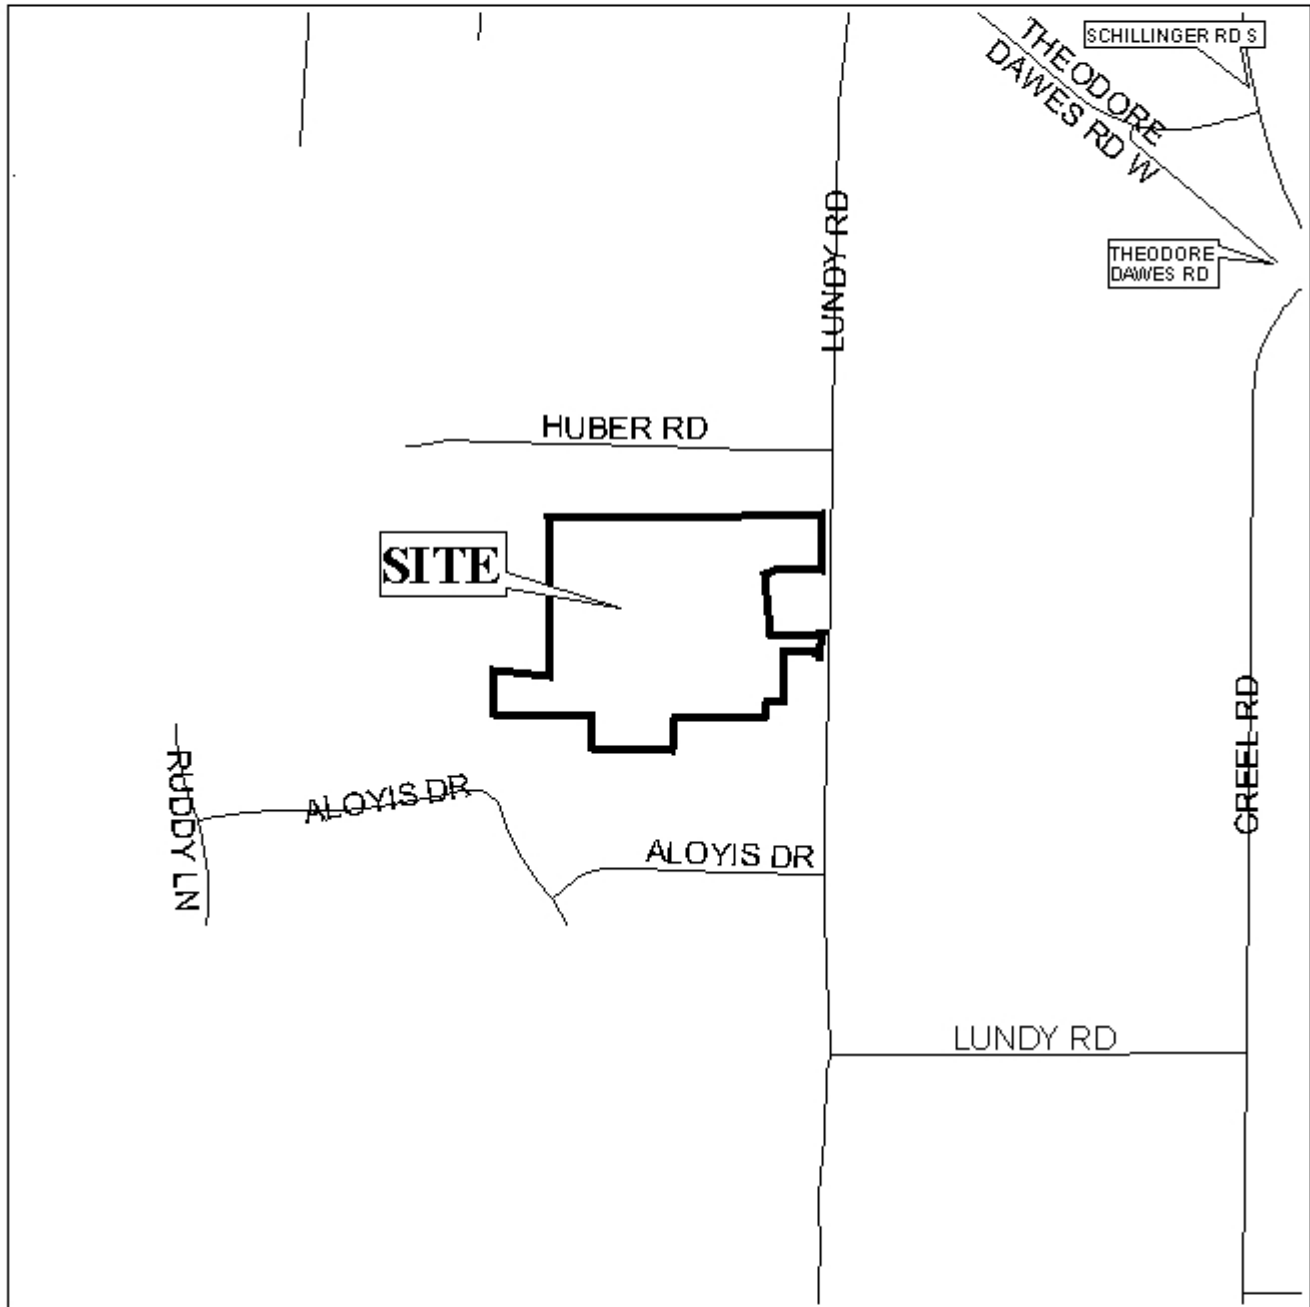 SCHILLINGER RD S
THEODORE
DAWES RD W
LUNDY RD
THEODORE
DAWES RD
HUBER RD
SITE
GREEL RD
RUDDY LN
ALOYIS DR
ALOYIS DR
LUNDY RD